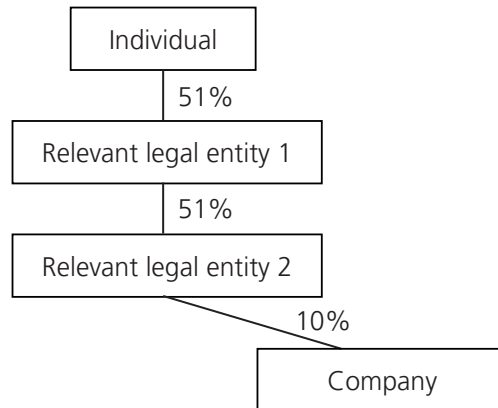 Individual
51%
Relevant legal entity 1
51%
Relevant legal entity 2
10%
Company